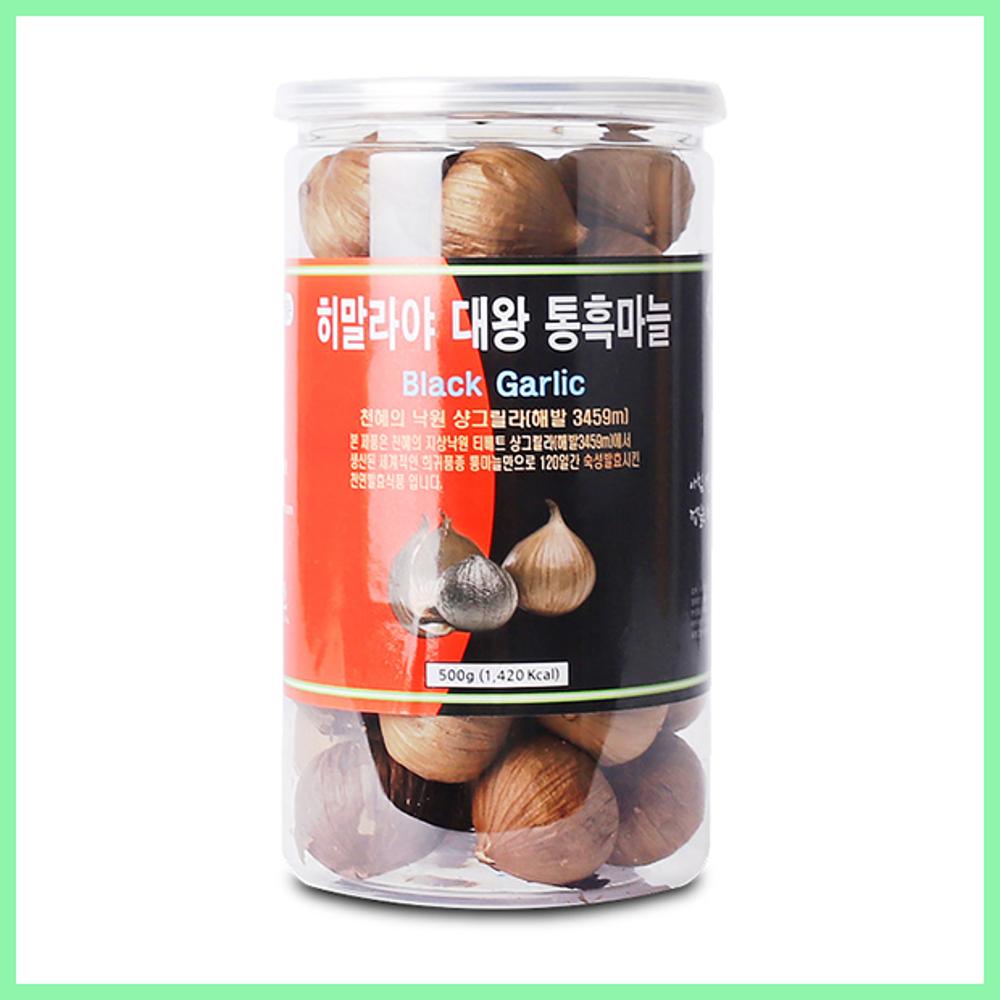 히말라야 대왕 통흑마늘
Black Garlic
천혜의 낙원 샹그릴라(해발 3459m)
본 제품은 천혜의 지상낙원 티베트 샹그릴라(해발3459m)에서
생산된 세계적인 희귀품종 통마늘만으로 120일간 숙성발효시킨
천연발효식품 입니다.
500g (1,420 Kcal)